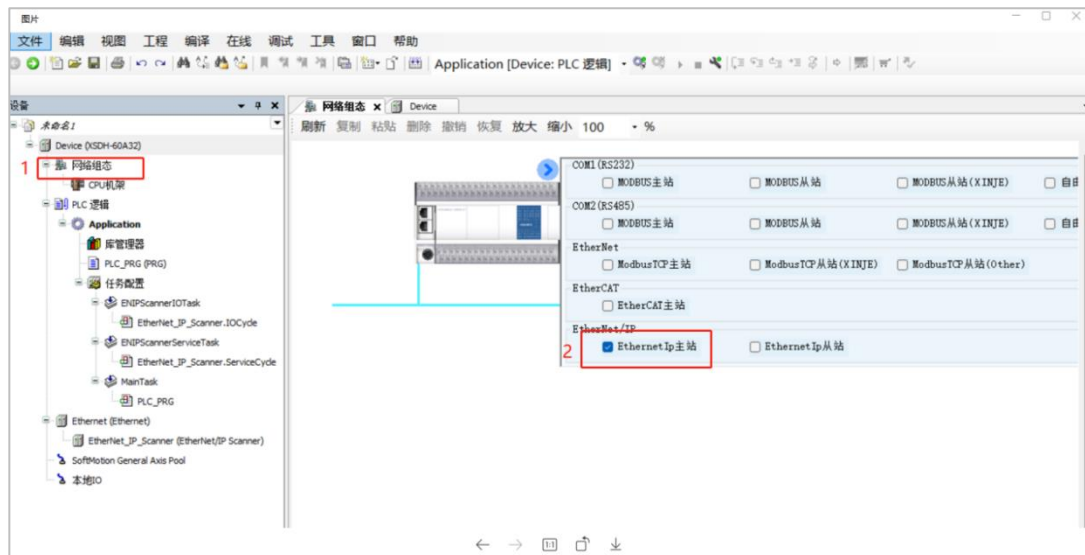 图片
文件 编辑 视图 工程 编译 在线 调试 工具 窗口 帮助
Application [Device: PLC 逻辑]
设备
网络组态 Device
未命名1
刷新 复制 粘贴 删除 撤销 恢复 放大 缩小 100 %
Device (XSDH-60A32)
1 网络组态
CPU机架
PLC 逻辑
Application
库管理器
PLC_PRG (PRG)
任务配置
ENIPScannerIOTask
EtherNet_IP_Scanner.IOCycle
ENIPScannerServiceTask
EtherNet_IP_Scanner.ServiceCycle
MainTask
PLC_PRG
Ethernet (Ethernet)
EtherNet_IP_Scanner (EtherNet/IP Scanner)
SoftMotion General Axis Pool
本地IO
COM1(RS232)
MODBUS主站 MODBUS从站 MODBUS从站(XINJE) 自由
COM2(RS485)
MODBUS主站 MODBUS从站 MODBUS从站(XINJE) 自由
EtherNet
ModbusTCP主站 ModbusTCP从站(XINJE) ModbusTCP从站(Other)
EtherCAT
EtherCAT主站
EtherNet/IP
2 EthernetIp主站 EthernetIp从站
1:1